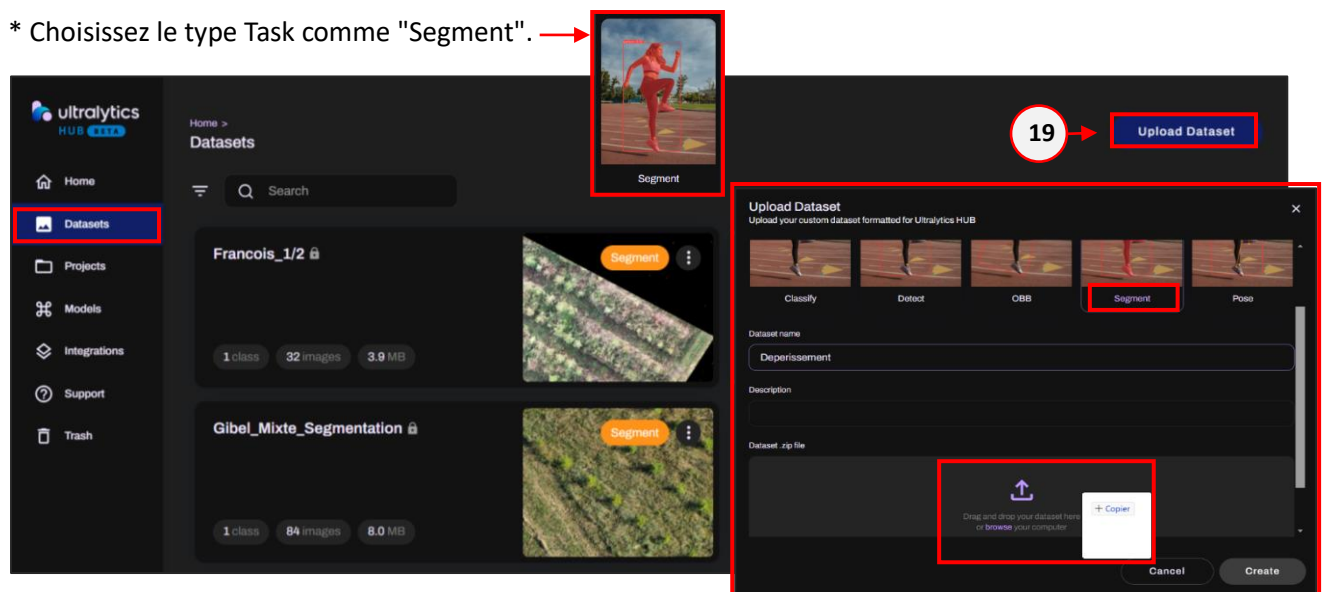 * Choisissez le type Task comme "Segment".
Segment
ultralytics
HUB BETA
Home
Datasets
Projects
Models
Integrations
Support
Trash
Home >
Datasets
Search
19
Upload Dataset
Francois_1/2
Segment
1 class 32 images 3.9 MB
Gibel_Mixte_Segmentation
Segment
1 class 84 images 8.0 MB
Upload Dataset
Upload your custom dataset formatted for Ultralytics HUB
Classify Detect OBB Segment Pose
Dataset name
Deperissement
Description
Dataset .zip file
Drag and drop your dataset here
or browse your computer
+ Copier
Cancel Create